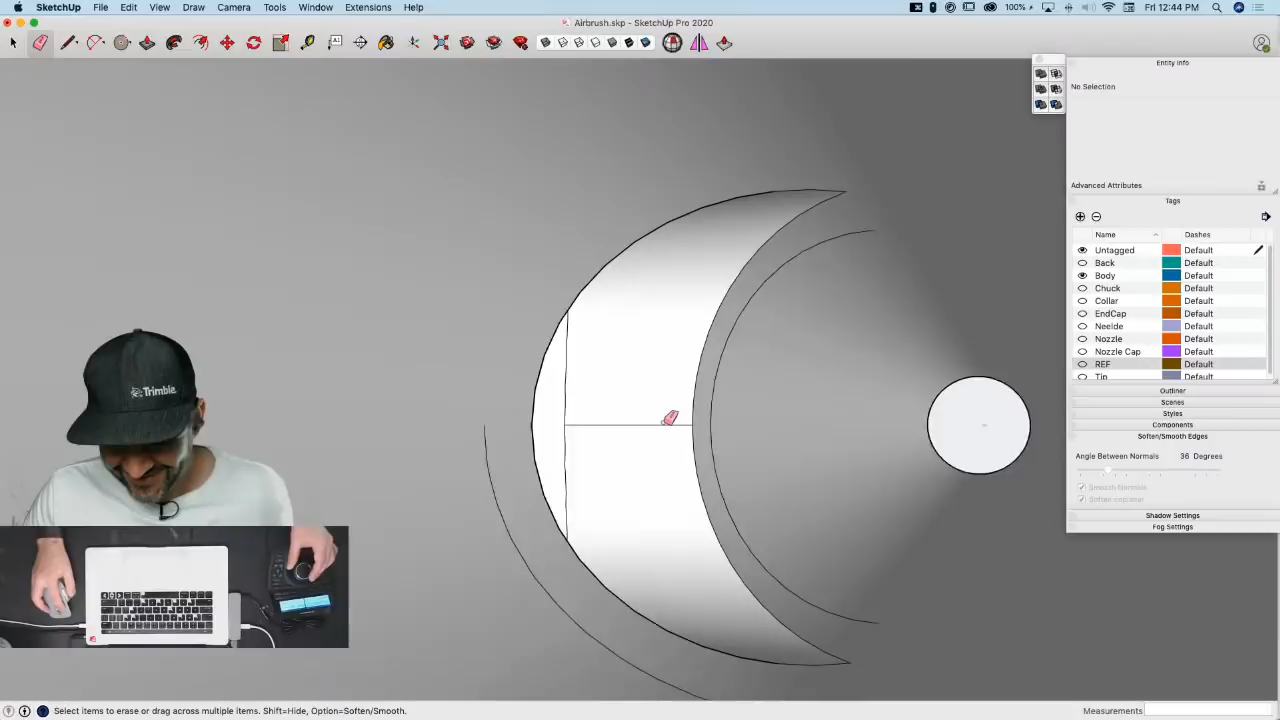 SketchUp File Edit View Draw Camera Tools Window Extensions Help
100% Fri 12:44 PM
Airbrush.skp - SketchUp Pro 2020
Entity Info
No Selection
Advanced Attributes
Tags
Name Dashes
Untagged Default
Back Default
Body Default
Chuck Default
Collar Default
EndCap Default
Neelde Default
Nozzle Default
Nozzle Cap Default
REF Default
Tip Default
Outliner
Scenes
Styles
Components
Soften/Smooth Edges
Angle Between Normals 36 Degrees
Smooth Normals
Soften coplanar
Shadow Settings
Fog Settings
Trimble
Select items to erase or drag across multiple items. Shift=Hide, Option=Soften/Smooth.
Measurements